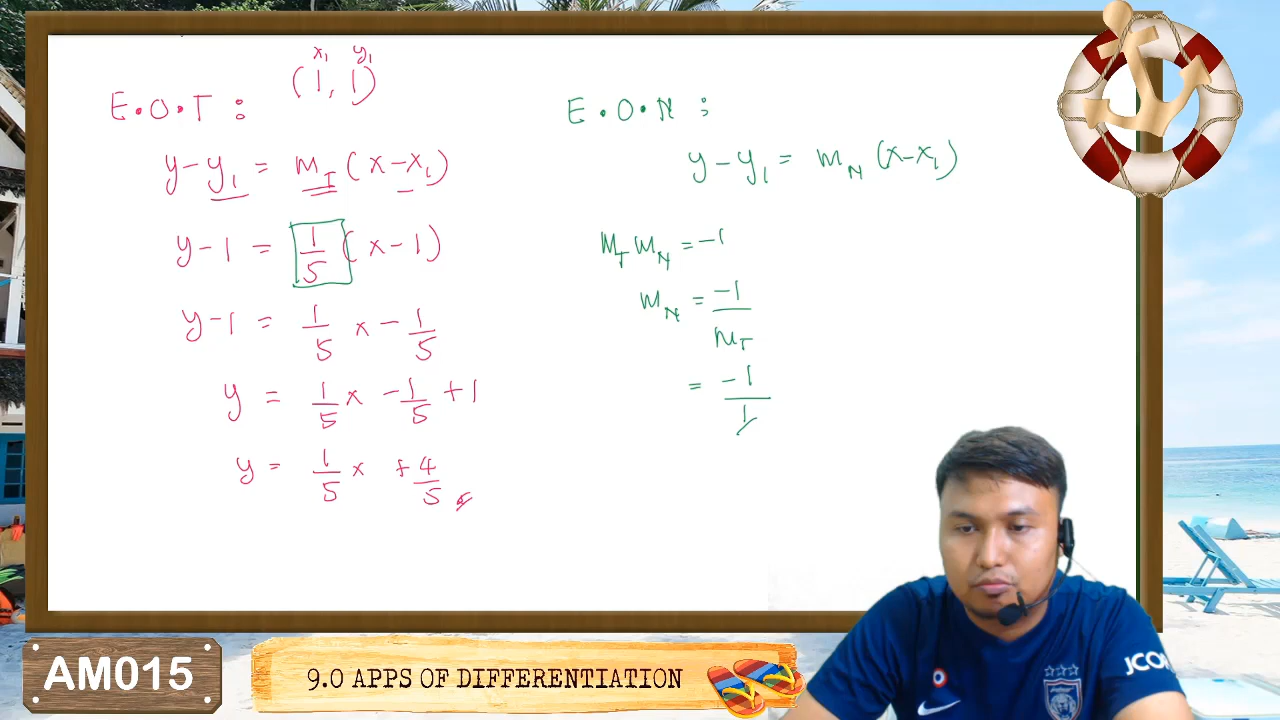 x₁ y₁
E.O.T : (1, 1)
y - y₁ = m_T (x - x₁)
y - 1 = 1/5 (x - 1)
y - 1 = 1/5 x - 1/5
y = 1/5 x - 1/5 + 1
y = 1/5 x + 4/5
E.O.N :
y - y₁ = m_N (x - x₁)
m_T m_N = -1
m_N = -1/m_T
= -1/1/
JCO
AM015
9.0 APPS OF DIFFERENTIATION